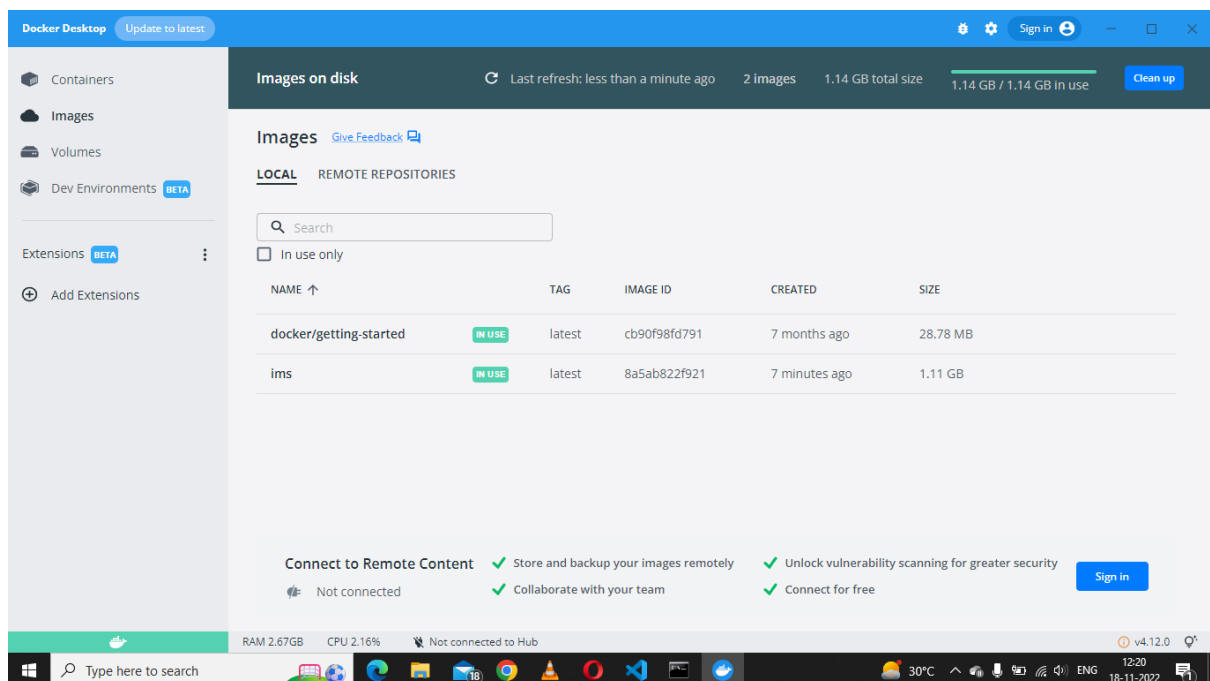 Docker Desktop Update to latest Sign in
Containers
Images
Volumes
Dev Environments BETA
Extensions BETA
Add Extensions
Images on disk Last refresh: less than a minute ago 2 images 1.14 GB total size 1.14 GB / 1.14 GB in use Clean up
Images Give Feedback
LOCAL REMOTE REPOSITORIES
Search
In use only
NAME TAG IMAGE ID CREATED SIZE
docker/getting-started IN USE latest cb90f98fd791 7 months ago 28.78 MB
ims IN USE latest 8a5ab822f921 7 minutes ago 1.11 GB
Connect to Remote Content
Not connected
Store and backup your images remotely
Collaborate with your team
Unlock vulnerability scanning for greater security
Connect for free
Sign in
RAM 2.67GB CPU 2.16% Not connected to Hub v4.12.0
Type here to search 18 30°C ENG 12:20
18-11-2022 1